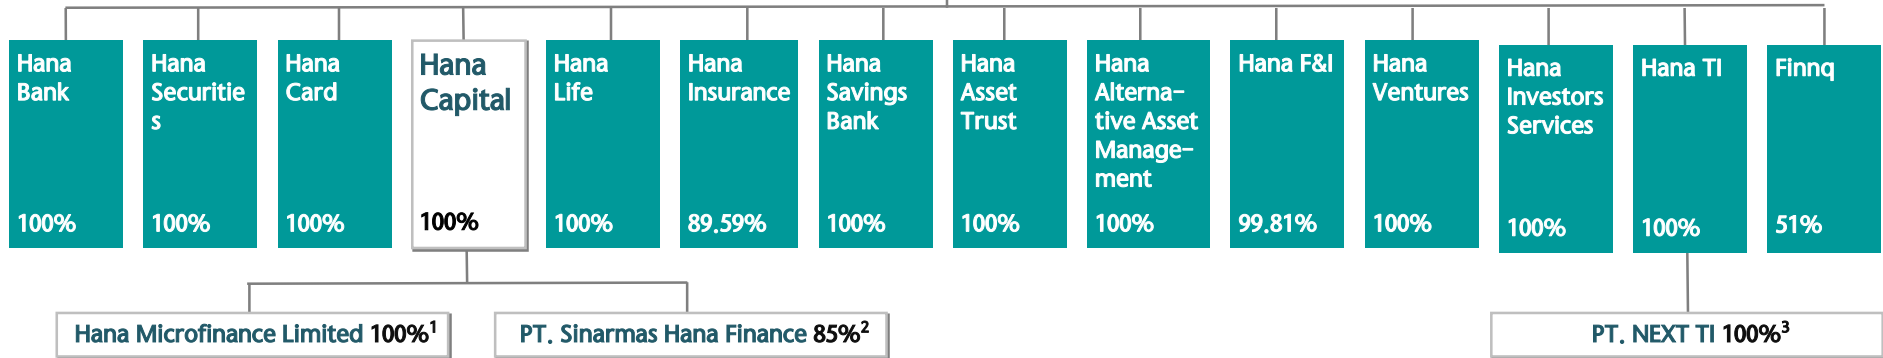 Hana
Bank
100%
Hana
Securitie
s
100%
Hana
Card
100%
Hana
Capital
100%
Hana
Life
100%
Hana
Insurance
89.59%
Hana
Savings
Bank
100%
Hana
Asset
Trust
100%
Hana
Alterna-
tive Asset
Manage-
ment
100%
Hana F&I
99.81%
Hana
Ventures
100%
Hana
Investors
Services
100%
Hana TI
100%
Finnq
51%
Hana Microfinance Limited 100%¹
PT. Sinarmas Hana Finance 85%²
PT. NEXT TI 100%³